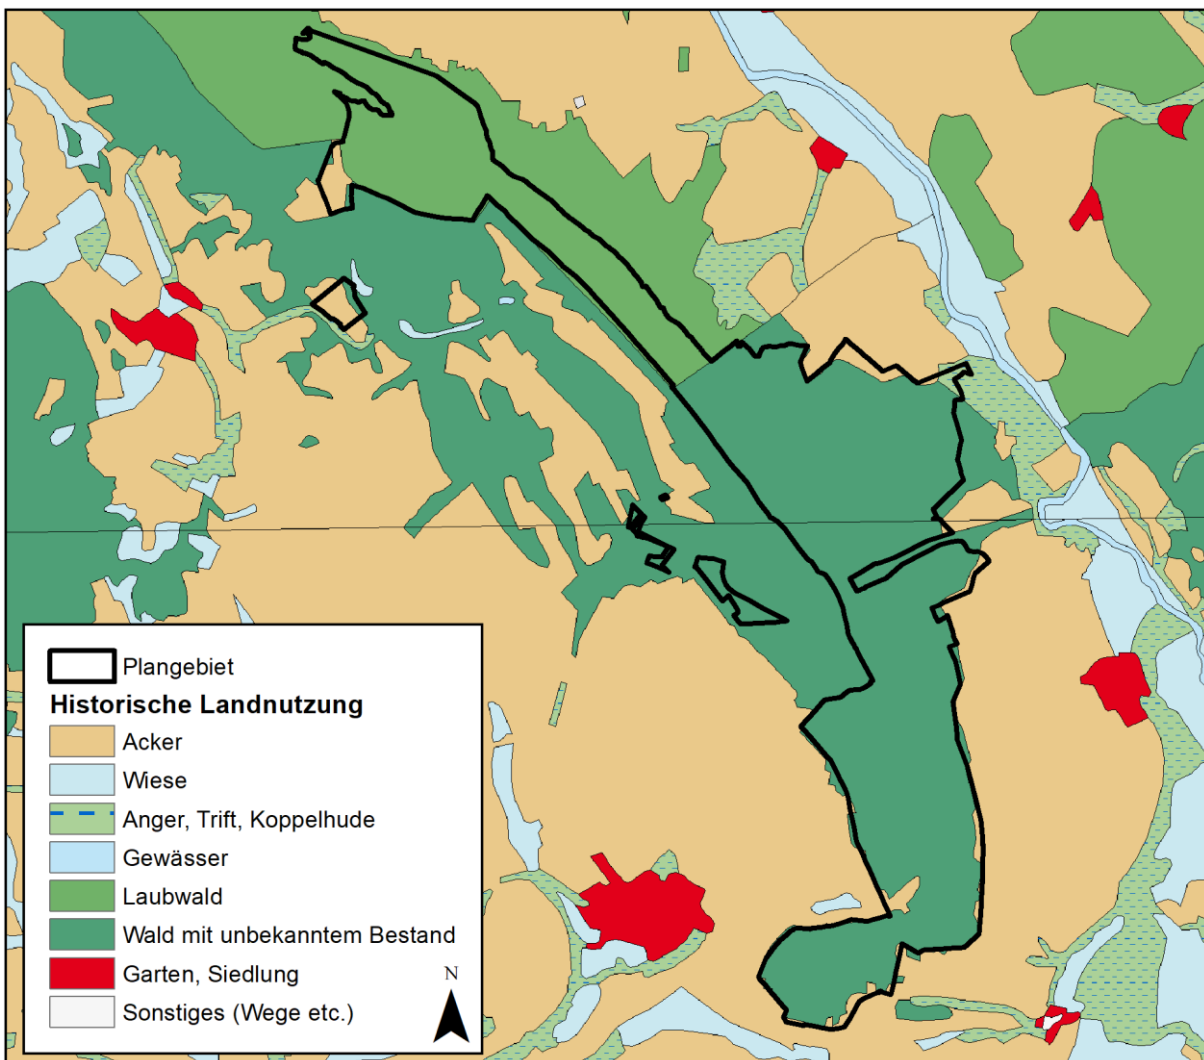 Plangebiet
Historische Landnutzung
Acker
Wiese
Anger, Trift, Koppelhude
Gewässer
Laubwald
Wald mit unbekanntem Bestand
Garten, Siedlung
N
Sonstiges (Wege etc.)